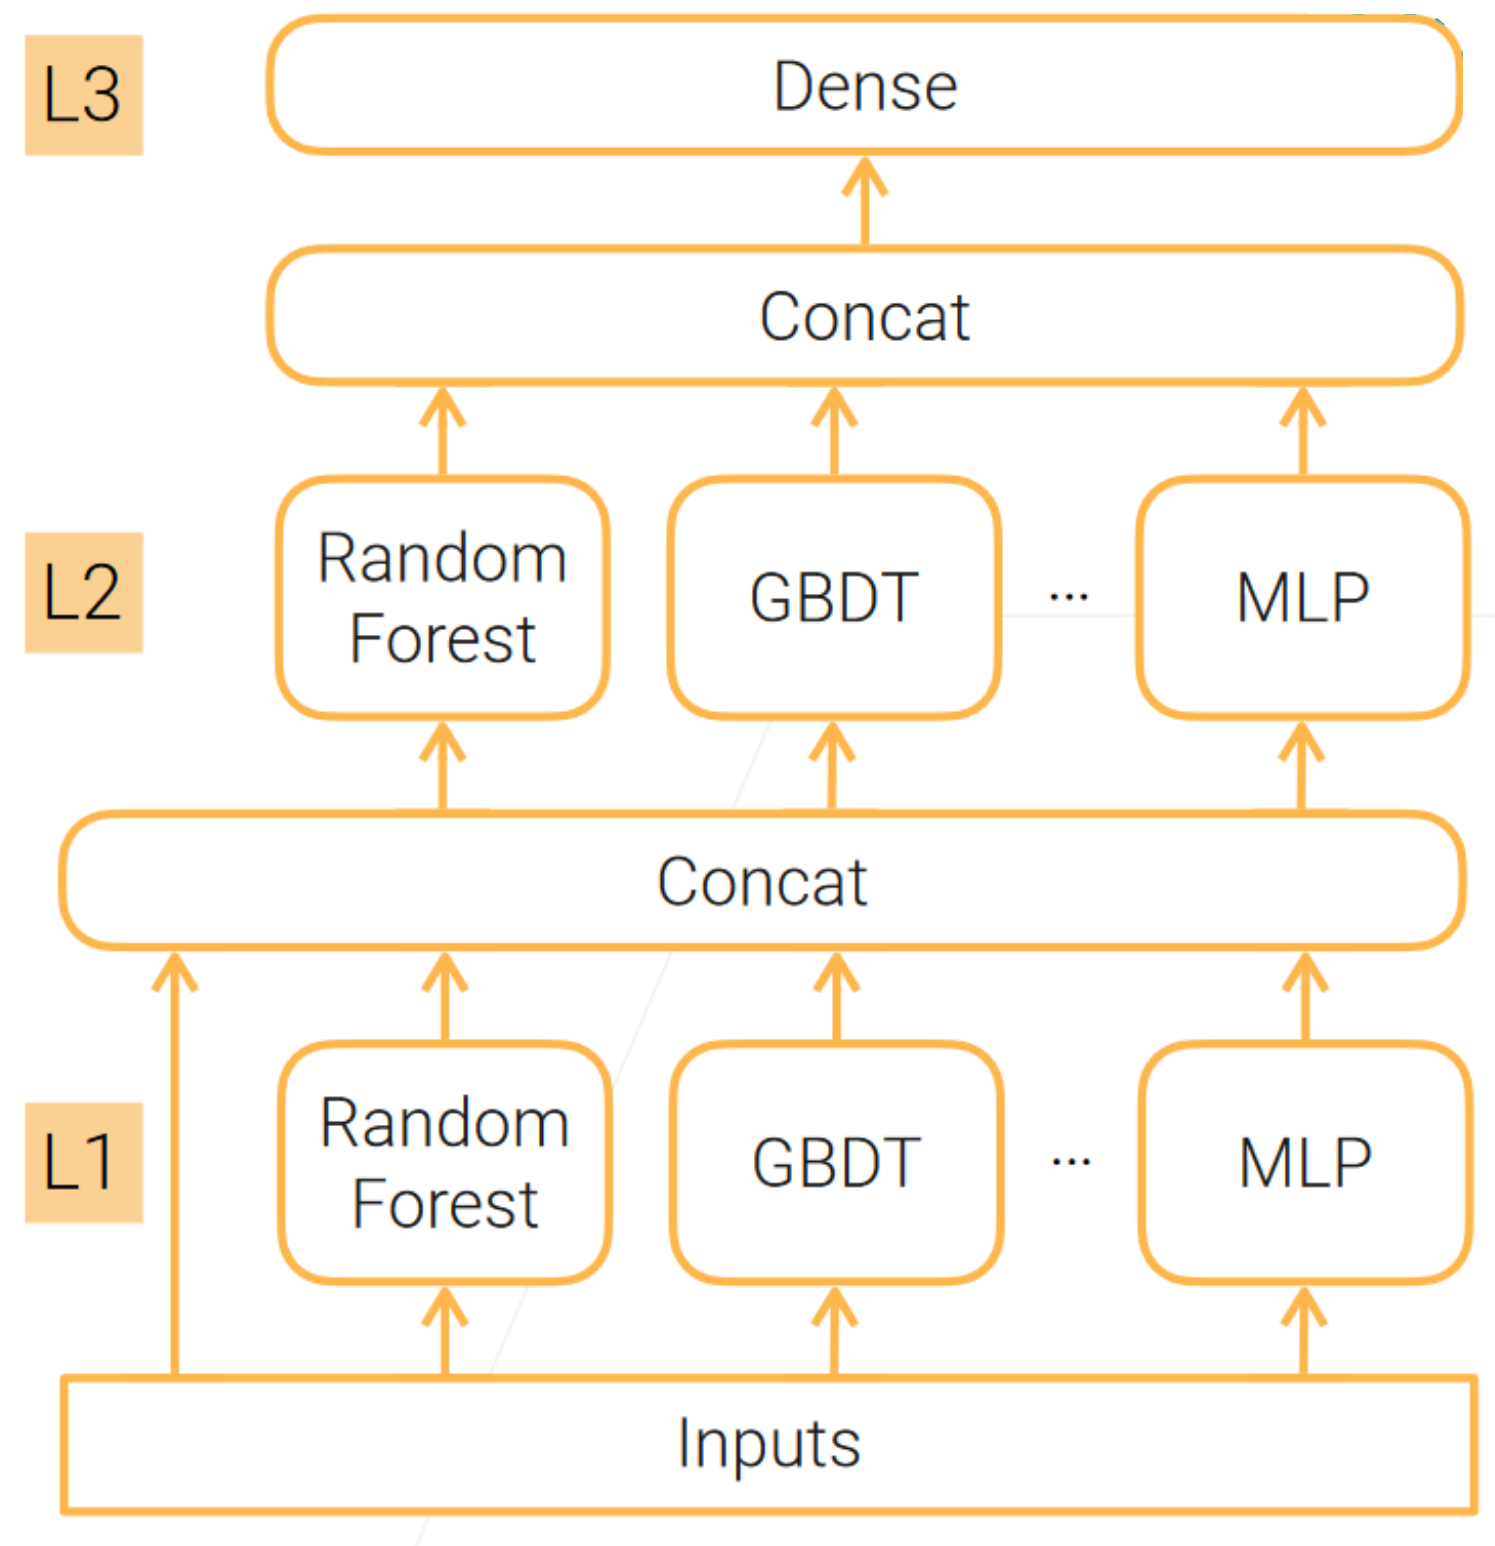 L3
Dense
Concat
L2
Random
Forest
GBDT
...
MLP
Concat
L1
Random
Forest
GBDT
...
MLP
Inputs